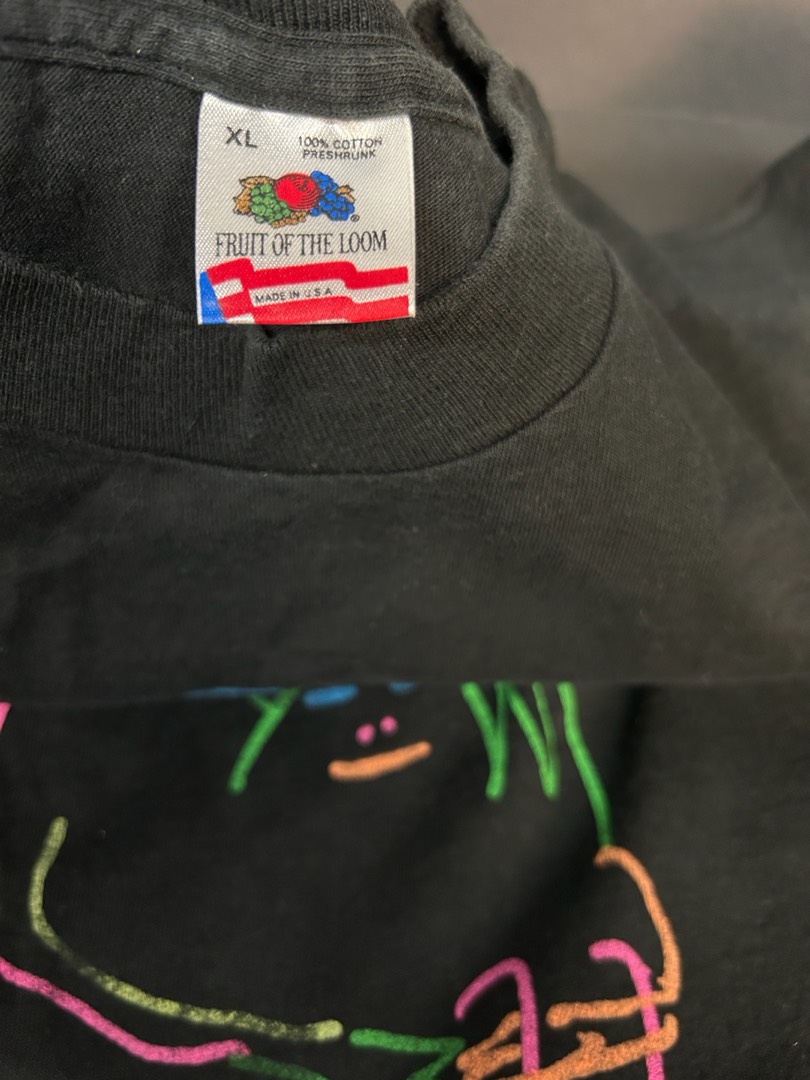 XL
100% COTTON
PRESHRUNK
®
FRUIT OF THE LOOM
MADE IN U.S.A